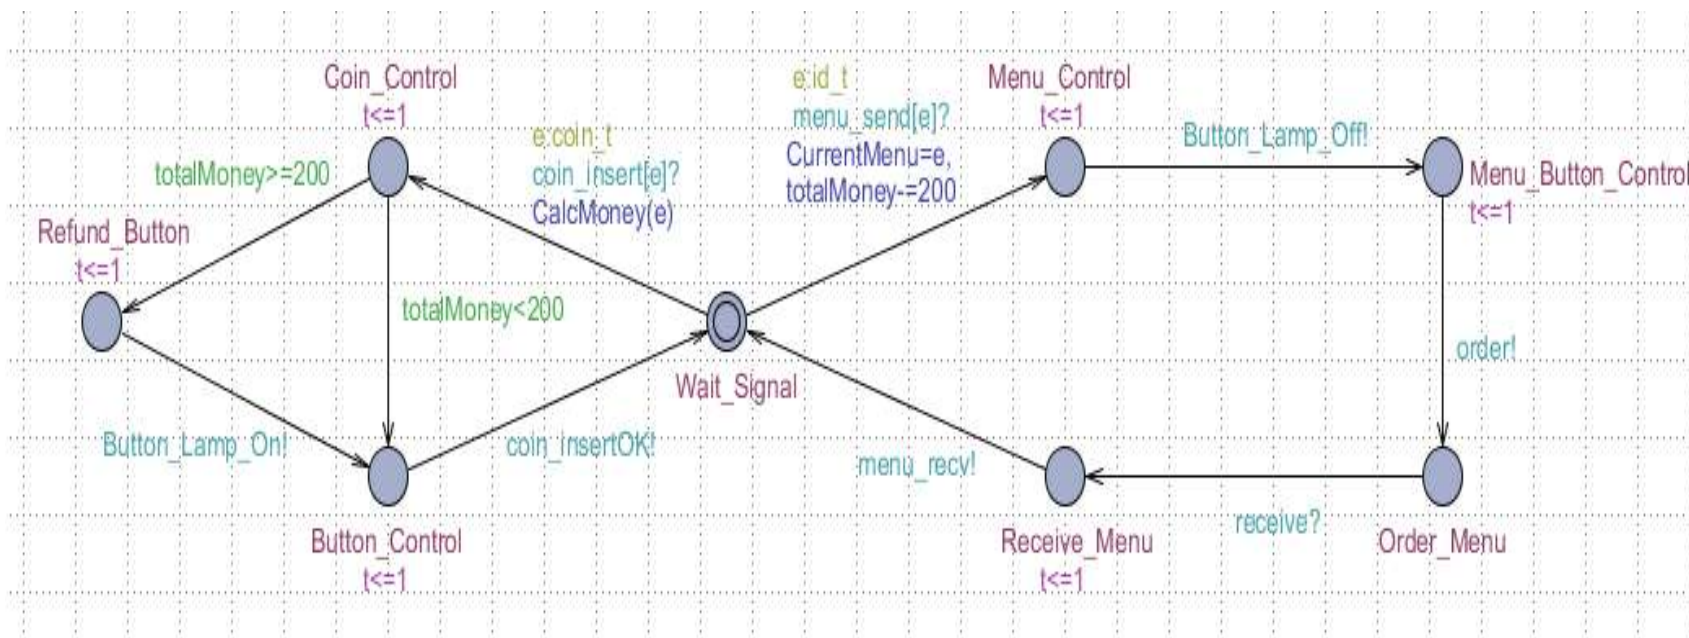 Coin_Control
t<=1
e:coin_t
coin_insert[e]?
CalcMoney(e)
e:id_t
menu_send[e]?
CurrentMenu=e,
totalMoney-=200
Menu_Control
t<=1
Button_Lamp_Off!
totalMoney>=200
Menu_Button_Control
t<=1
Refund_Button
t<=1
totalMoney<200
order!
Wait_Signal
Button_Lamp_On!
coin_insertOK!
menu_recv!
receive?
Button_Control
t<=1
Receive_Menu
t<=1
Order_Menu